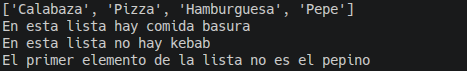 ['Calabaza', 'Pizza', 'Hamburguesa', 'Pepe']
En esta lista hay comida basura
En esta lista no hay kebab
El primer elemento de la lista no es el pepino